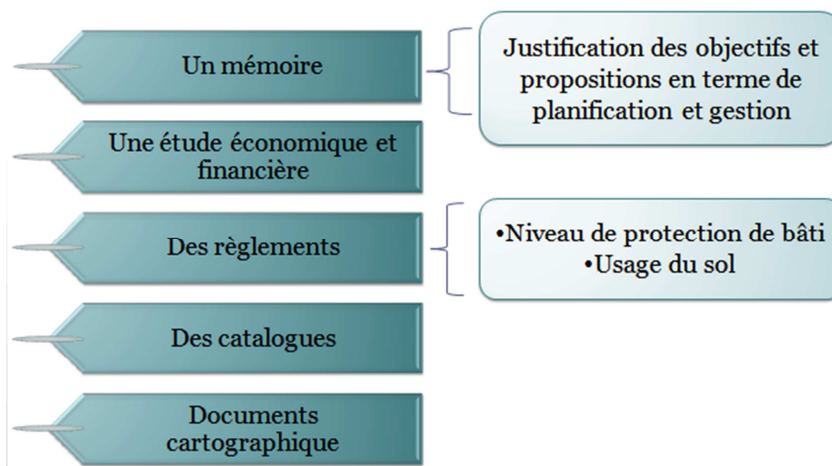 Un mémoire
Justification des objectifs et
propositions en terme de
planification et gestion
Une étude économique et
financière
Des règlements
•Niveau de protection de bâti
•Usage du sol
Des catalogues
Documents
cartographique